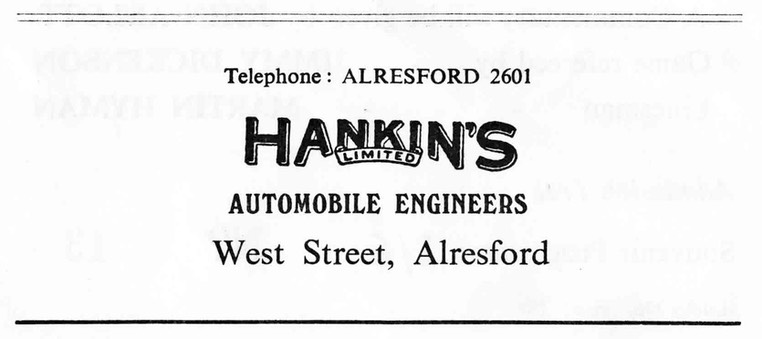 Telephone: ALRESFORD 2601
HANKIN'S
LIMITED
AUTOMOBILE ENGINEERS
West Street, Alresford